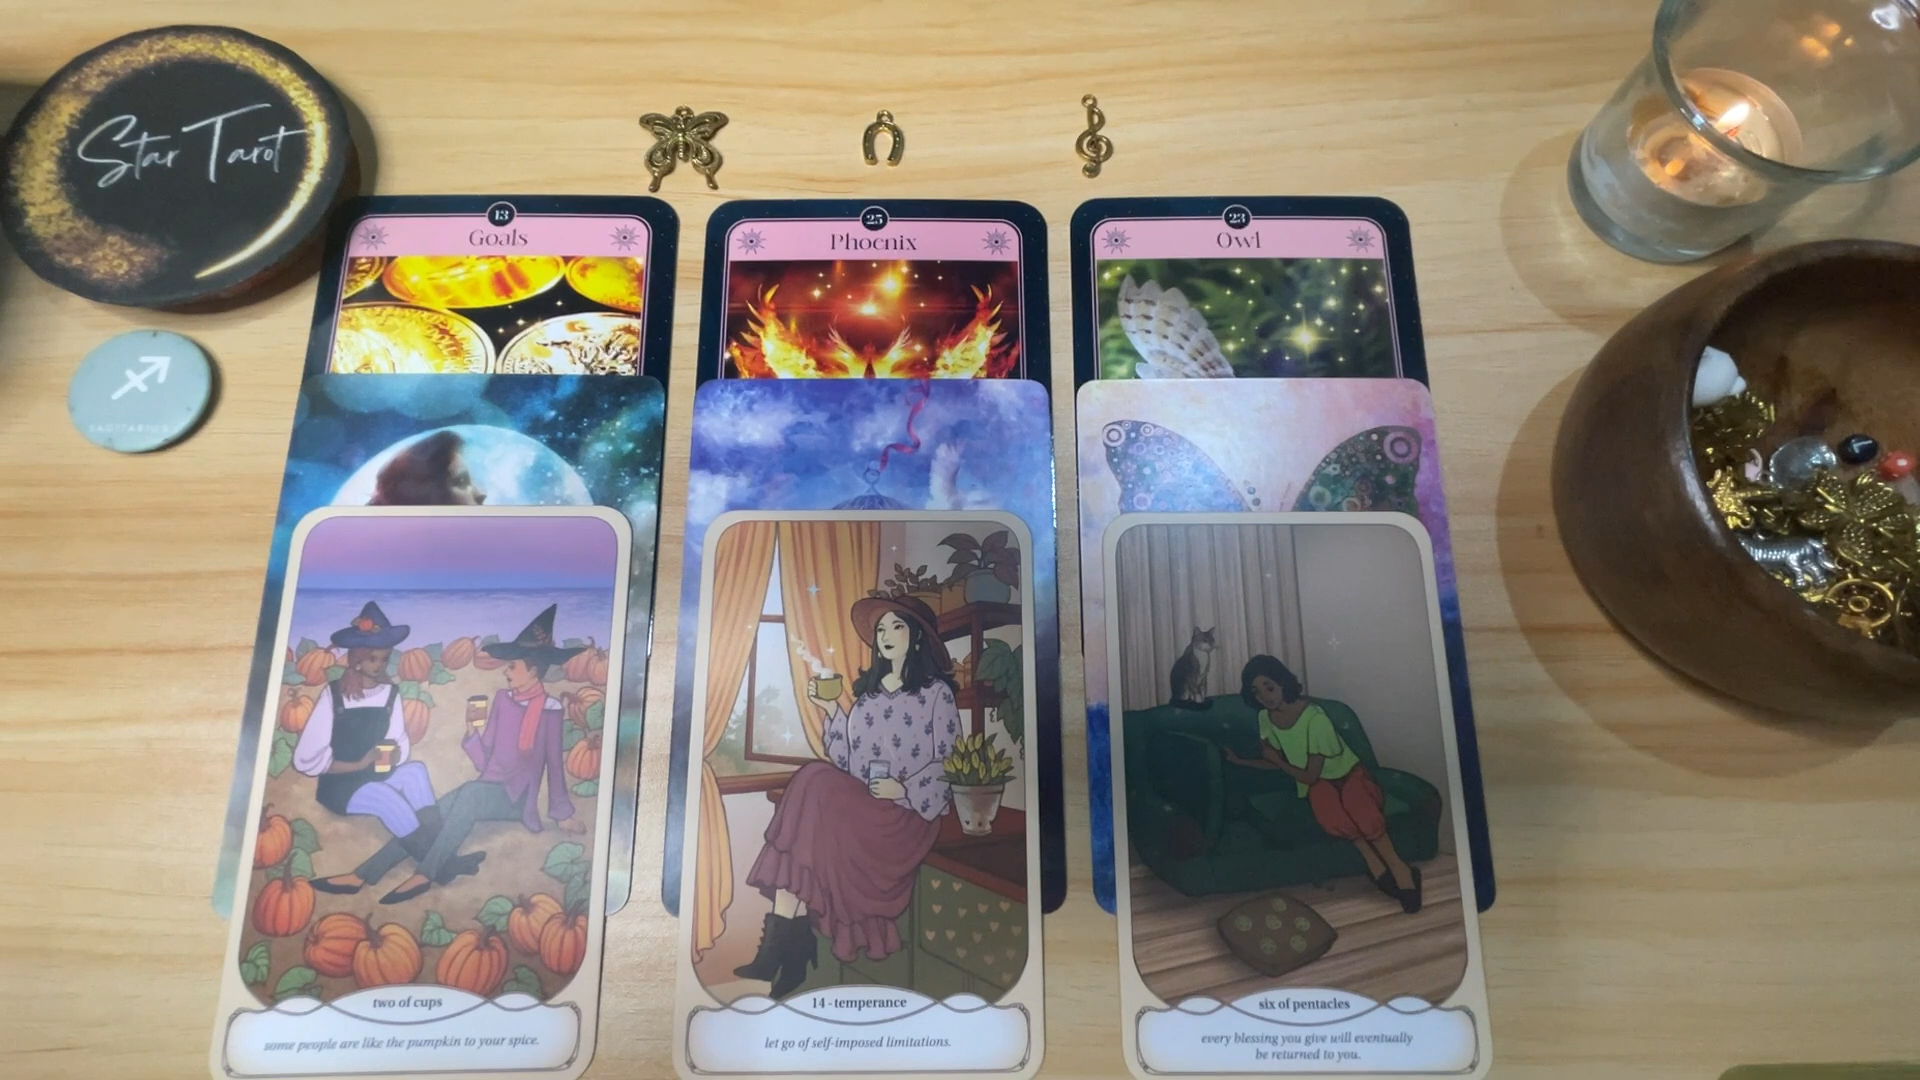 Star Tarot
SAGITARIUS
13
Goals
25
Phoenix
23
Owl
two of cups
some people are like the pumpkin to your spice.
14 - temperance
let go of self-imposed limitations.
six of pentacles
every blessing you give will eventually
be returned to you.